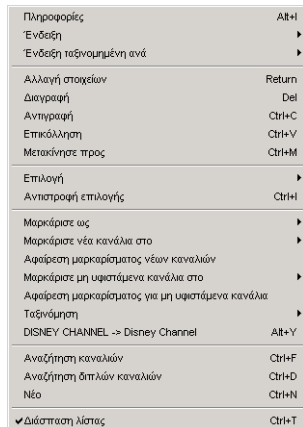 Πληροφορίες Alt+I
Ένδειξη
Ένδειξη ταξινομημένη ανά
Αλλαγή στοιχείων Return
Διαγραφή Del
Αντιγραφή Ctrl+C
Επικόλληση Ctrl+V
Μετακίνησε προς Ctrl+M
Επιλογή
Αντιστροφή επιλογής Ctrl+I
Μαρκάρισε ως
Μαρκάρισε νέα κανάλια στο
Αφαίρεση μαρκαρίσματος νέων καναλιών
Μαρκάρισε μη υφιστάμενα κανάλια στο
Αφαίρεση μαρκαρίσματος για μη υφιστάμενα κανάλια
Ταξινόμηση
DISNEY CHANNEL -> Disney Channel Alt+Y
Αναζήτηση καναλιών Ctrl+F
Αναζήτηση διπλών καναλιών Ctrl+D
Νέο Ctrl+N
✔Διάσπαση λίστας Ctrl+T